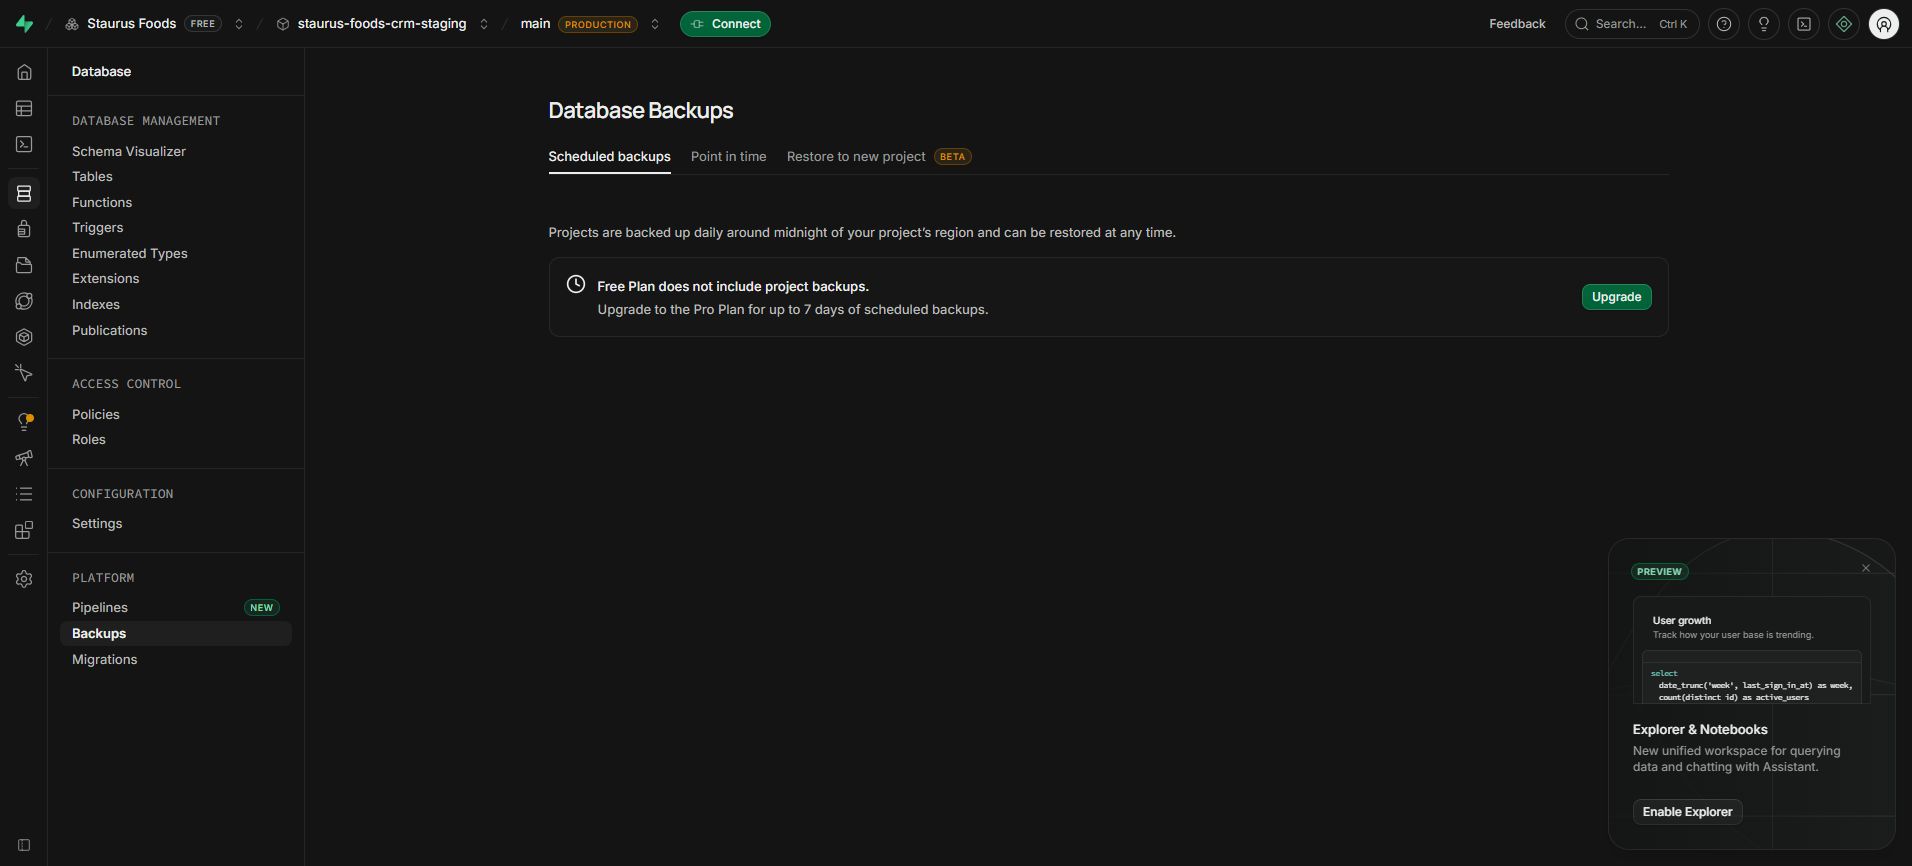 Staurus Foods FREE
staurus-foods-crm-staging
main PRODUCTION
Connect
Feedback
Search... Ctrl K
Database
DATABASE MANAGEMENT
Schema Visualizer
Tables
Functions
Triggers
Enumerated Types
Extensions
Indexes
Publications
ACCESS CONTROL
Policies
Roles
CONFIGURATION
Settings
PLATFORM
Pipelines NEW
Backups
Migrations
Database Backups
Scheduled backups Point in time Restore to new project BETA
Projects are backed up daily around midnight of your project's region and can be restored at any time.
Free Plan does not include project backups.
Upgrade to the Pro Plan for up to 7 days of scheduled backups.
Upgrade
PREVIEW
User growth
Track how your user base is trending.
select
date_trunc('week', last_sign_in_at) as week,
count(distinct id) as active_users
Explorer & Notebooks
New unified workspace for querying
data and chatting with Assistant.
Enable Explorer